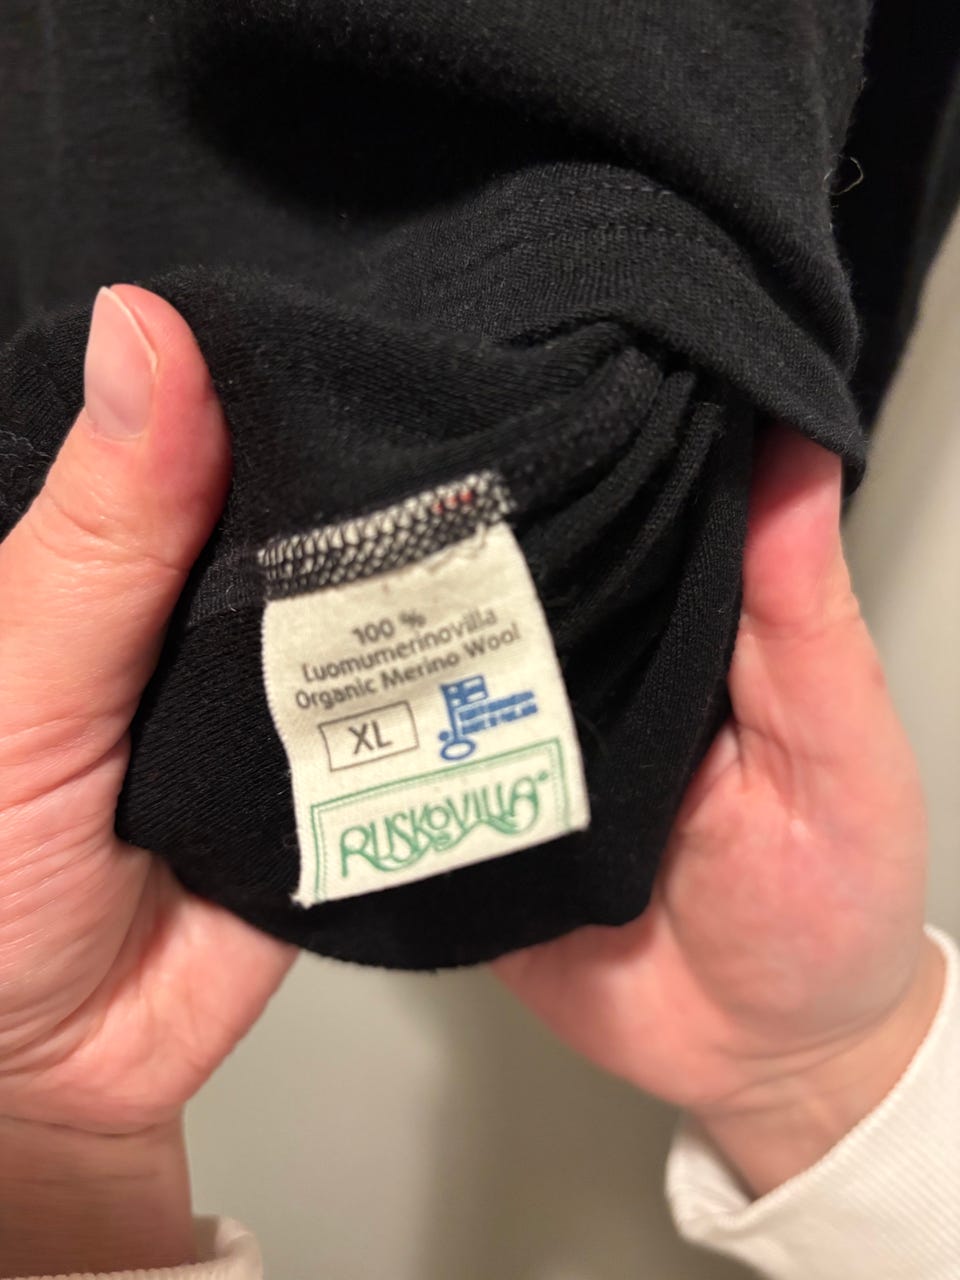 100 %
Luomumerinovilla
Organic Merino Wool
XL
RUSKOVILLA®